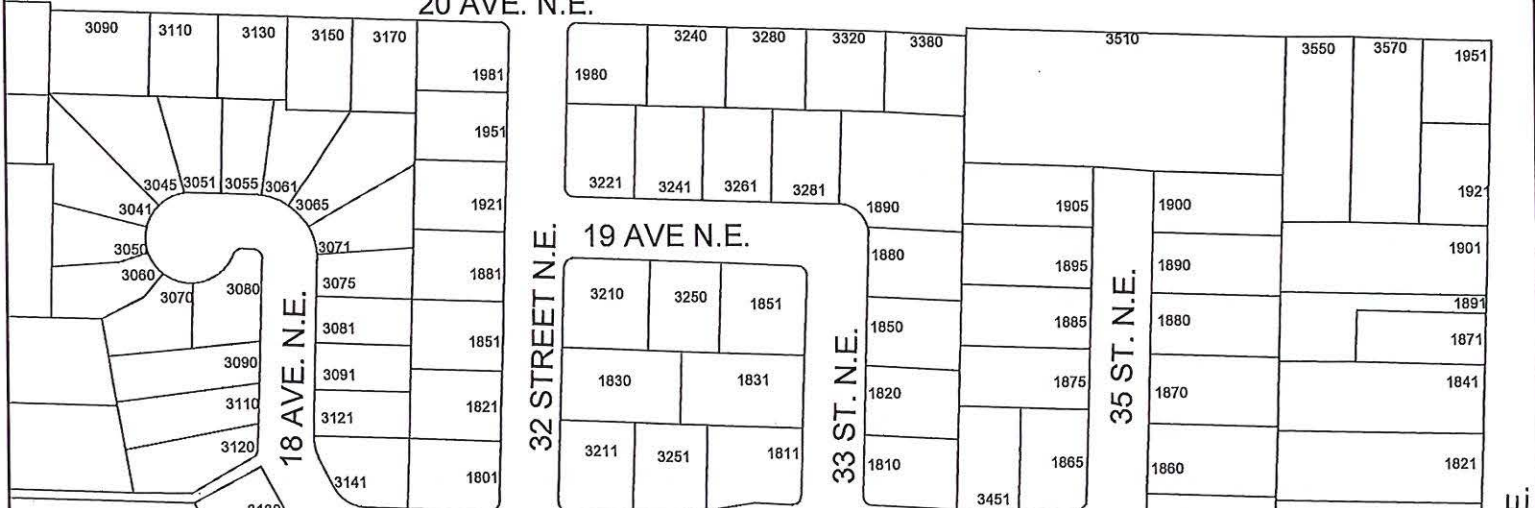 20 AVE. N.E.
3090 3110 3130 3150 3170
3240 3280 3320 3380 3510 3550 3570 1951
1981 1980
1951
3045 3051 3055 3061
3221 3241 3261 3281
1921
3041 3065 1921 1890 1905 1900
19 AVE N.E.
3050 3071 1880 1901
3060 3075 1881 1895 1890
3070 3080
3210 3250 1851 1891
3081 1851 1850 1885 1880 1871
3090 3091 1830 1831 1875 1870 1841
3110 3121 1821 1820
3120 3211 3251 1811 1810 1865 1860 1821
3141 1801 3451
18 AVE. N.E.
32 STREET N.E.
33 ST. N.E.
35 ST. N.E.